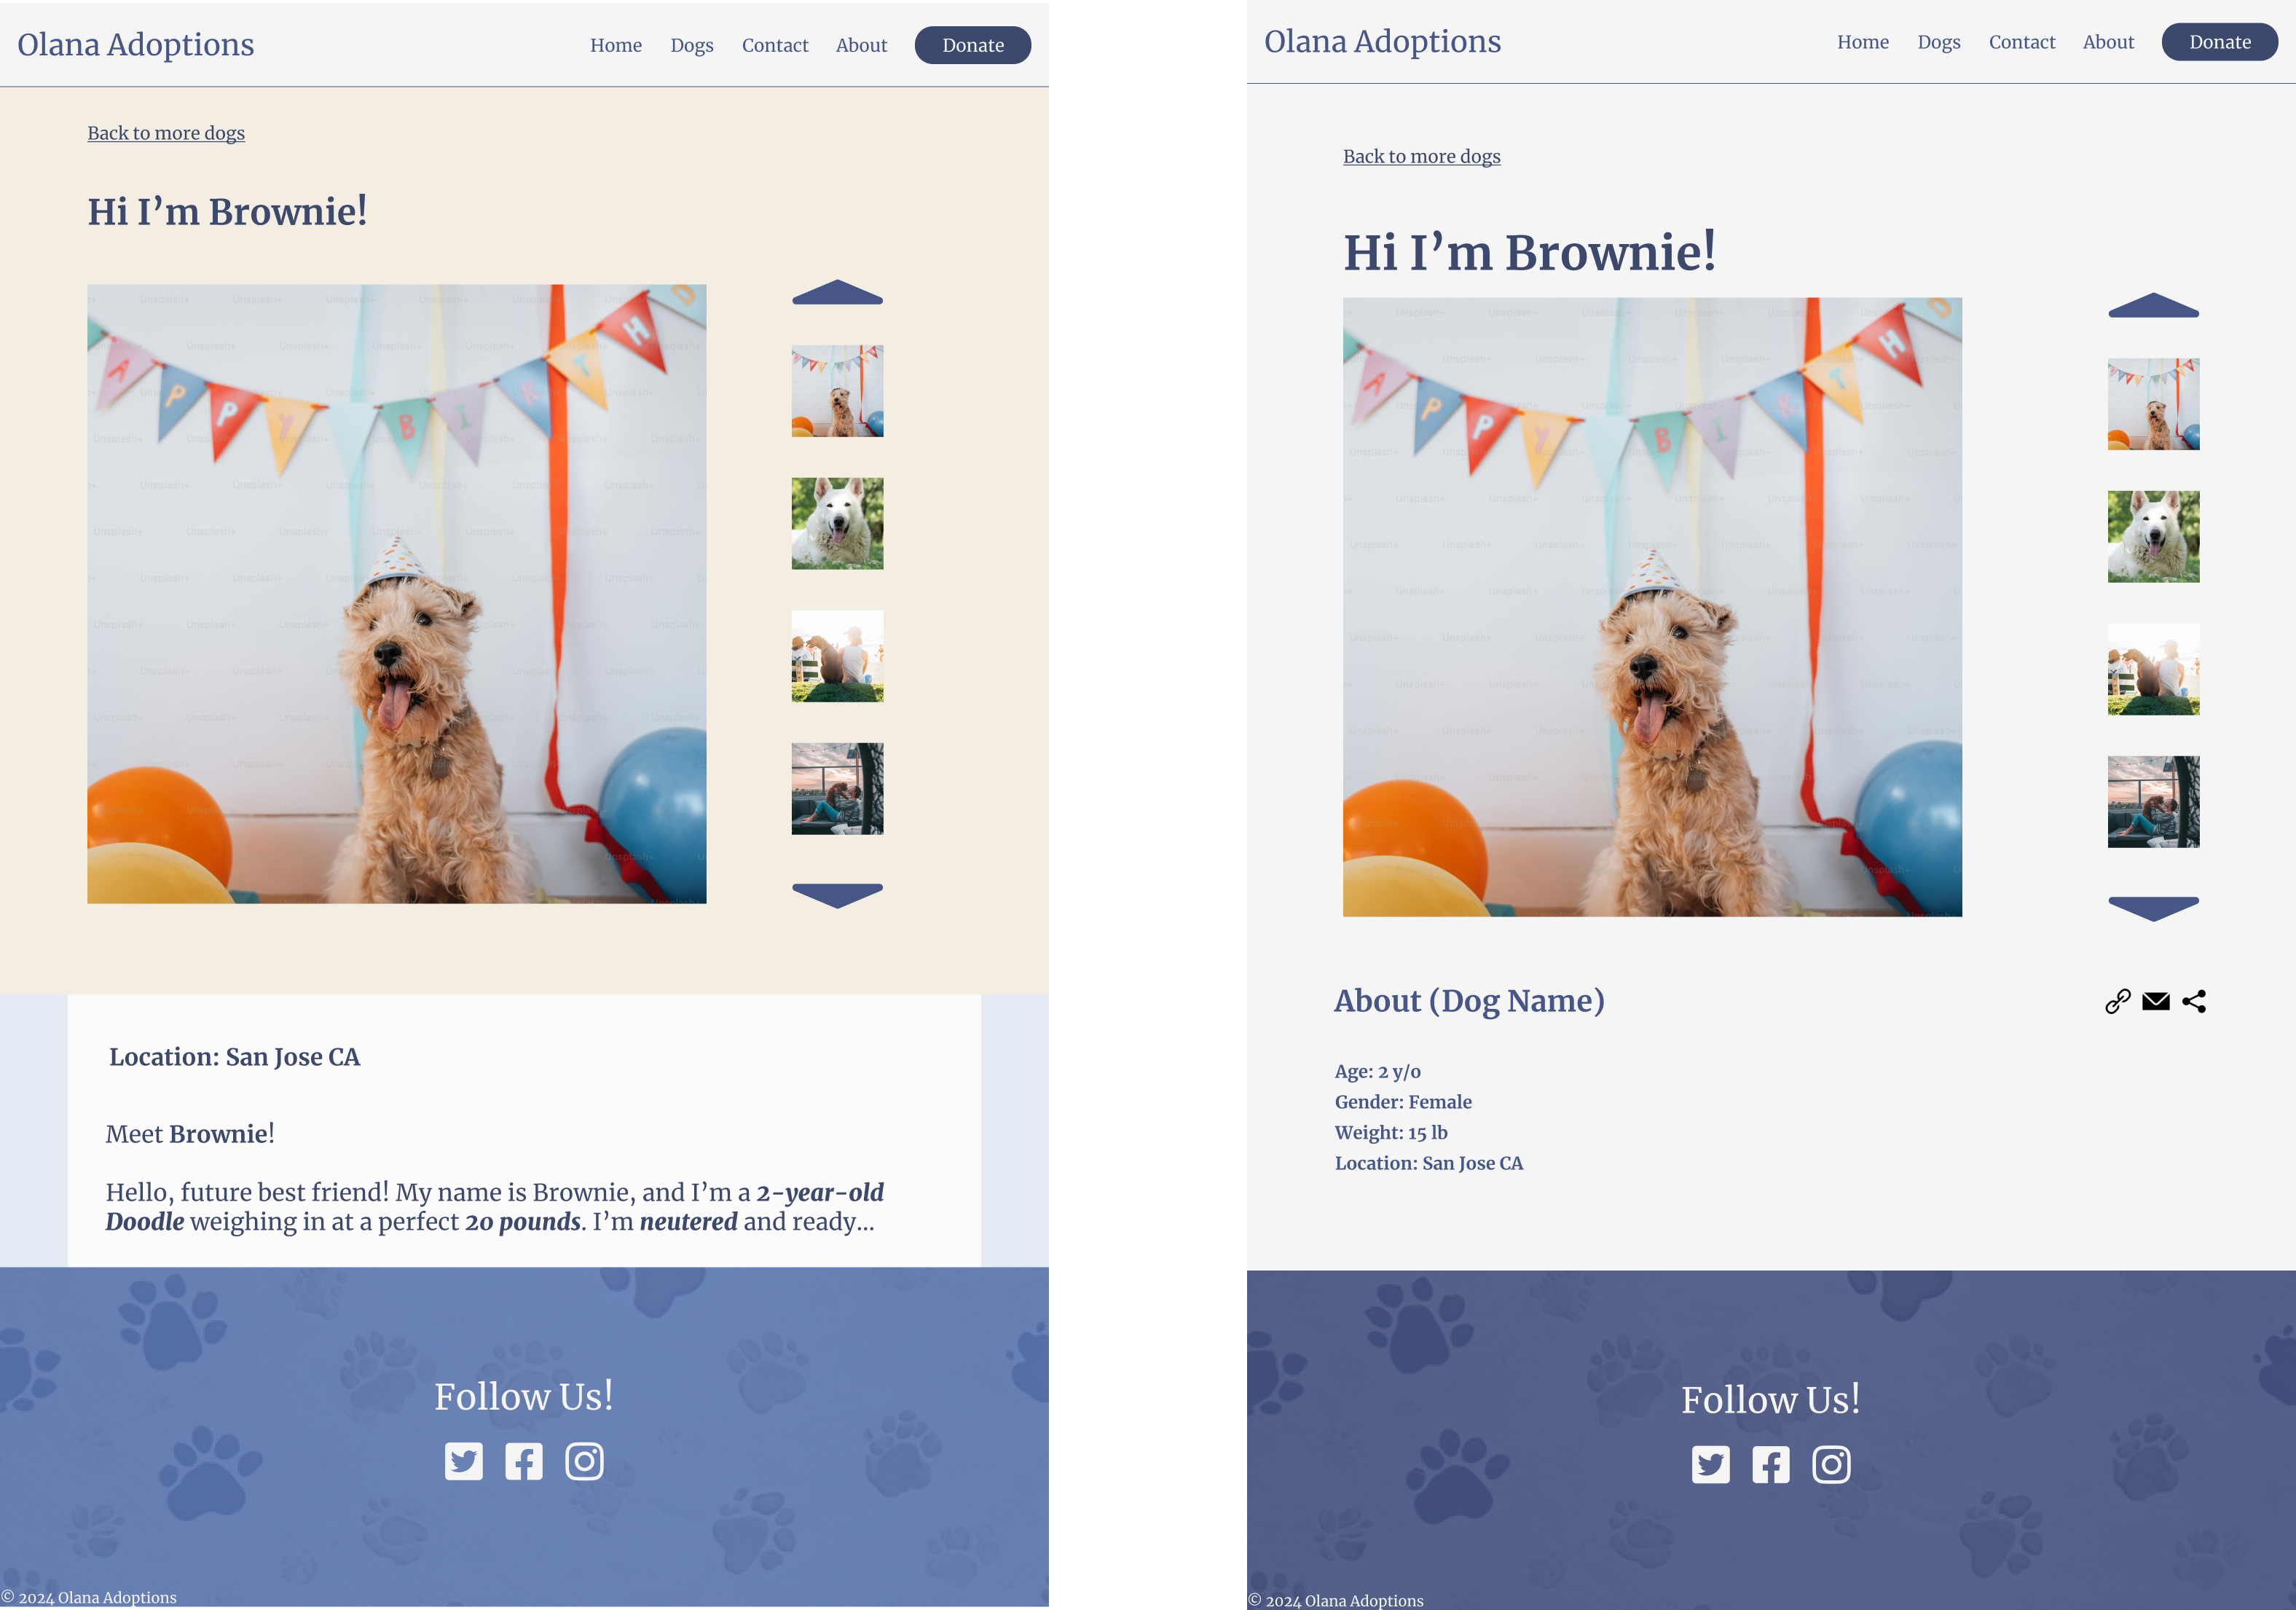 Olana Adoptions
Home Dogs Contact About Donate
Back to more dogs
Hi I’m Brownie!
A P P Y B I R T H D
Unsplash+
Location: San Jose CA
Meet Brownie!
Hello, future best friend! My name is Brownie, and I’m a 2-year-old
Doodle weighing in at a perfect 20 pounds. I’m neutered and ready...
Follow Us!
© 2024 Olana Adoptions
Olana Adoptions
Home Dogs Contact About Donate
Back to more dogs
Hi I’m Brownie!
A P P Y B I R T H D
Unsplash+
About (Dog Name)
Age: 2 y/o
Gender: Female
Weight: 15 lb
Location: San Jose CA
Follow Us!
© 2024 Olana Adoptions